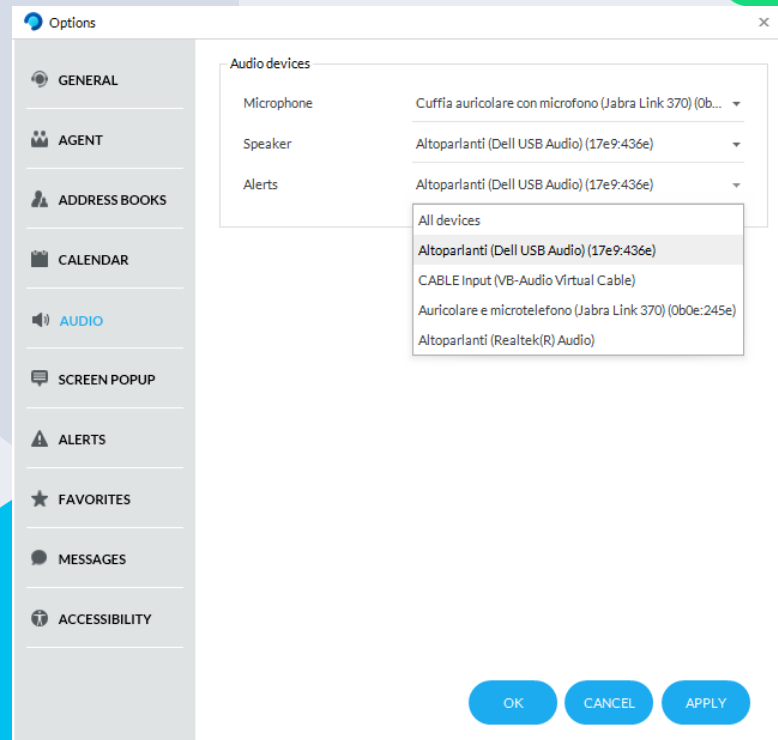 Options
GENERAL
AGENT
ADDRESS BOOKS
CALENDAR
AUDIO
SCREEN POPUP
ALERTS
FAVORITES
MESSAGES
ACCESSIBILITY
Audio devices
Microphone
Cuffia auricolare con microfono (Jabra Link 370) (0b...
Speaker
Altoparlanti (Dell USB Audio) (17e9:436e)
Alerts
Altoparlanti (Dell USB Audio) (17e9:436e)
All devices
Altoparlanti (Dell USB Audio) (17e9:436e)
CABLE Input (VB-Audio Virtual Cable)
Auricolare e microtelefono (Jabra Link 370) (0b0e:245e)
Altoparlanti (Realtek(R) Audio)
OK
CANCEL
APPLY